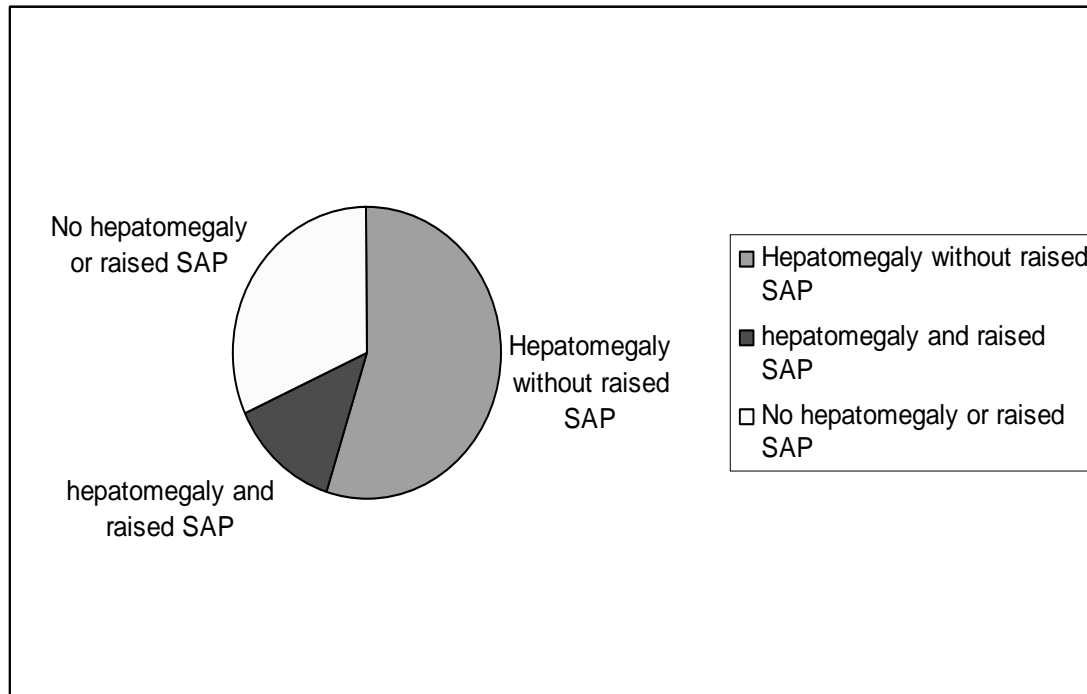 No hepatomegaly
or raised SAP
Hepatomegaly
without raised
SAP
hepatomegaly and
raised SAP
Hepatomegaly without raised
SAP
hepatomegaly and raised
SAP
No hepatomegaly or raised
SAP